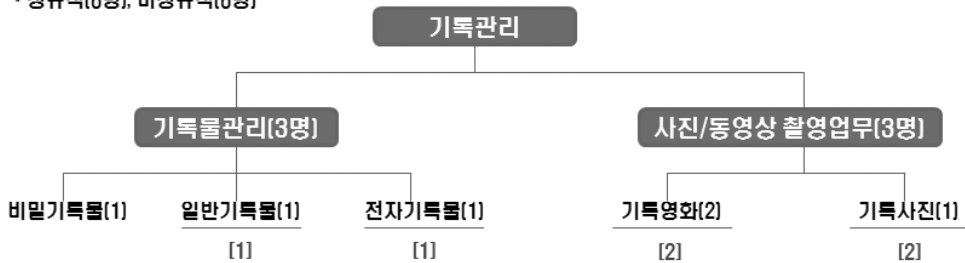 기록관리
기록물관리(3명) 사진/동영상 촬영업무(3명)
비밀기록물(1) 일반기록물(1) 전자기록물(1) 기록영화(2) 기록사진(1)
[1] [1] [2] [2]